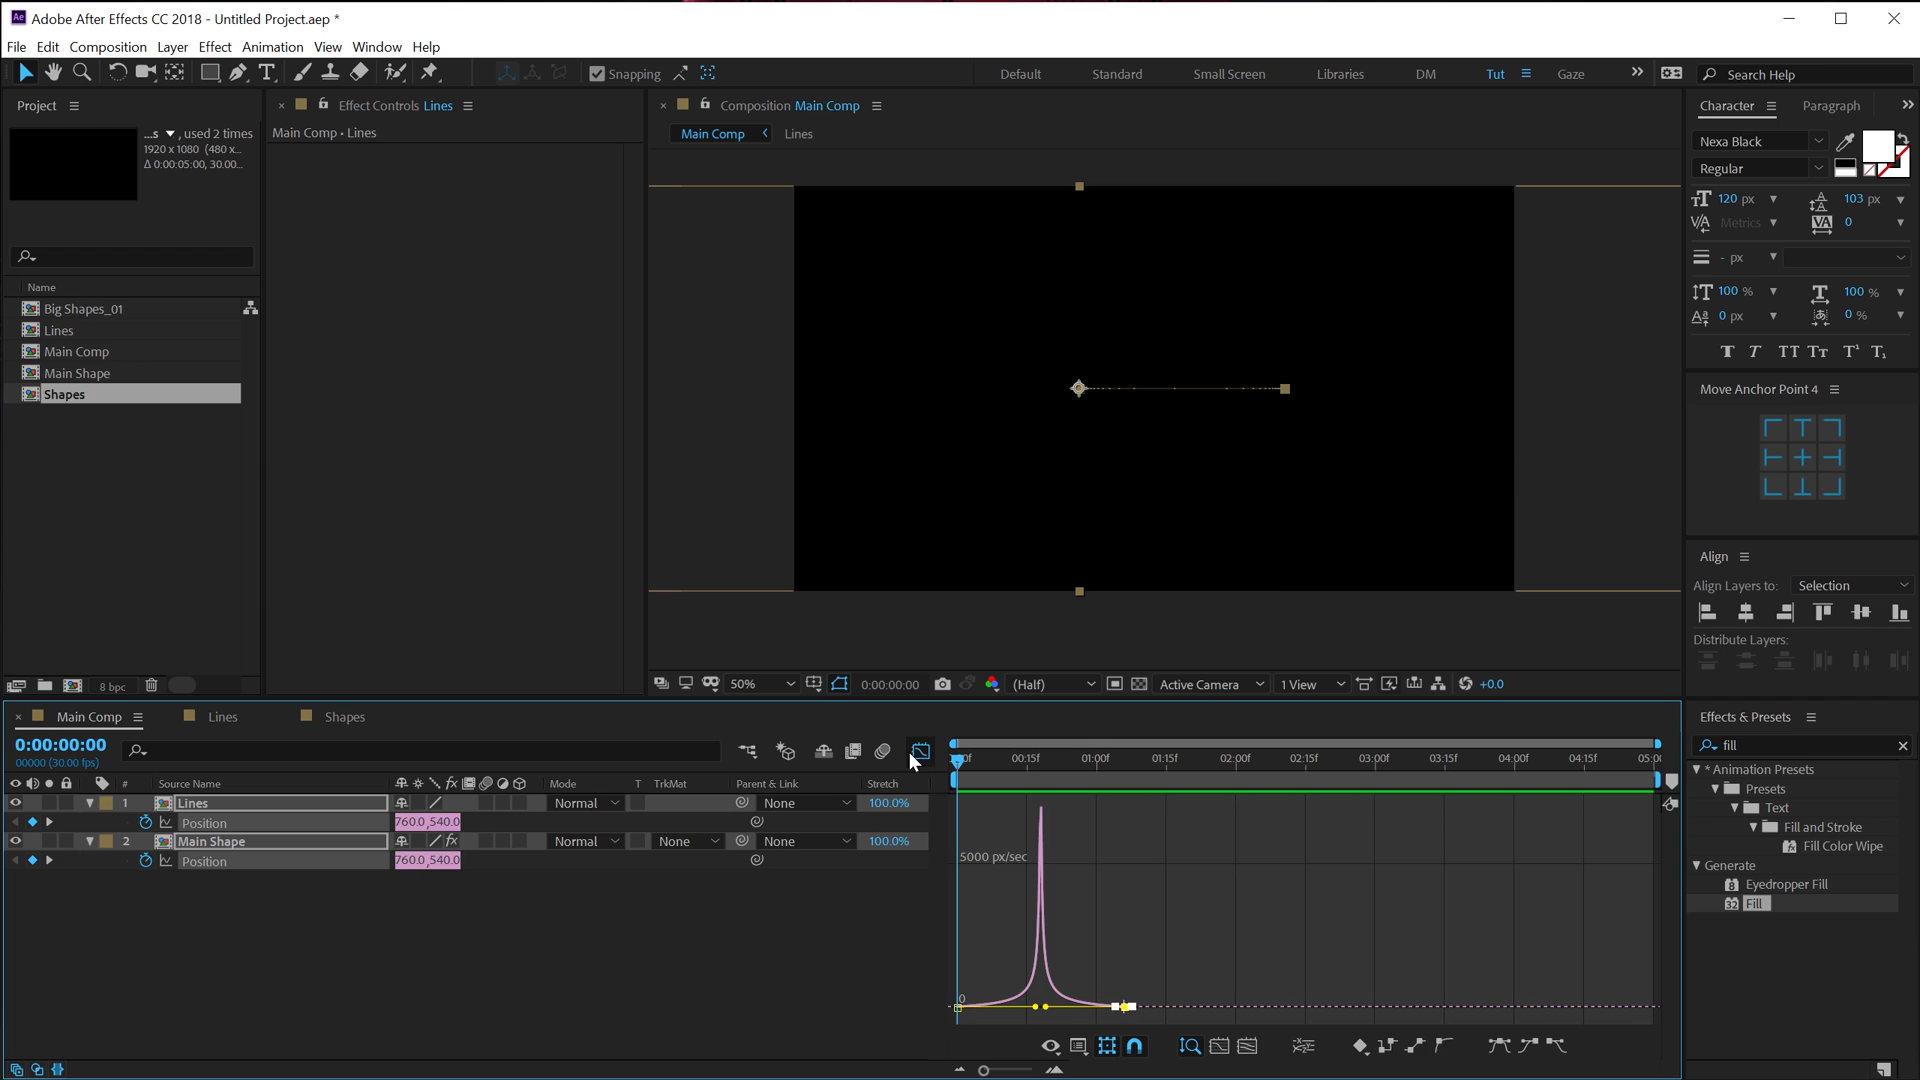 Adobe After Effects CC 2018 - Untitled Project.aep *
File Edit Composition Layer Effect Animation View Window Help
Snapping
Default Standard Small Screen Libraries DM Tut Gaze
Search Help
Project
...s , used 2 times
1920 x 1080 (480 x...
Δ 0:00:05:00, 30.00...
Name
Big Shapes_01
Lines
Main Comp
Main Shape
Shapes
8 bpc
Effect Controls Lines
Main Comp • Lines
Composition Main Comp
Main Comp Lines
50% 0:00:00:00 (Half) Active Camera 1 View +0.0
Character Paragraph
Nexa Black
Regular
120 px 103 px
Metrics 0
- px
100 % 100 %
0 px 0 %
Move Anchor Point 4
Align
Align Layers to: Selection
Distribute Layers:
Main Comp Lines Shapes
0:00:00:00
00000 (30.00 fps)
00:15f 01:00f 01:15f 02:00f 02:15f 03:00f 03:15f 04:00f 04:15f
# Source Name Mode T TrkMat Parent & Link Stretch
1 Lines Normal None 100.0%
Position 760.0,540.0
2 Main Shape Normal None None 100.0%
Position 760.0,540.0
5000 px/sec
0
Effects & Presets
fill
* Animation Presets
Presets
Text
Fill and Stroke
Fill Color Wipe
Generate
Eyedropper Fill
Fill